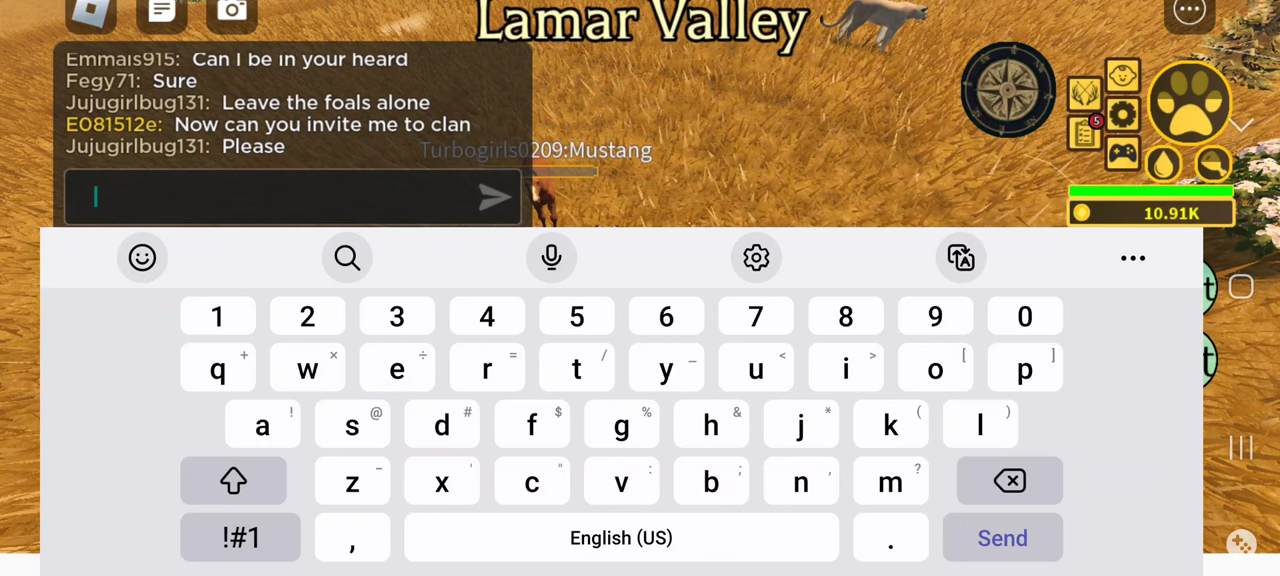 Lamar Valley
Emmais915: Can I be in your heard
Fegy71: Sure
Jujugirlbug131: Leave the foals alone
E081512e: Now can you invite me to clan
Jujugirlbug131: Please
Turbogirls0209:Mustang
5
10.91K
t
t
1 2 3 4 5 6 7 8 9 0
q + w × e ÷ r = t / y _ u < i > o [ p ]
a ! s @ d # f $ g % h & j * k ( l )
z - x ' c " v : b ; n , m ?
!#1 , English (US) . Send